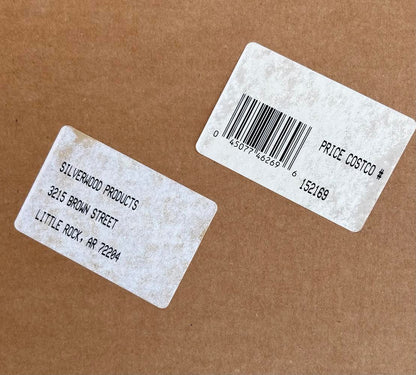 SILVERWOOD PRODUCTS
3215 BROWN STREET
LITTLE ROCK, AR 72204
0 45077 46269 6
PRICE COSTCO #
152169